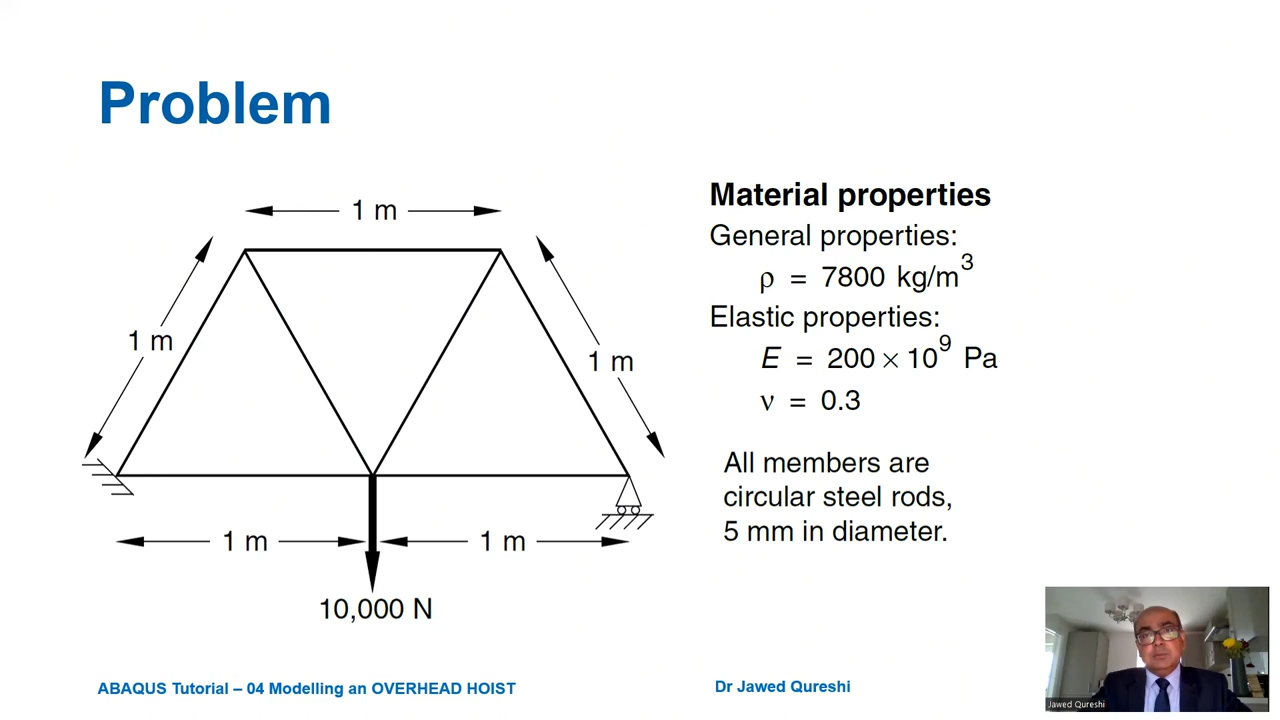 Problem
1 m
1 m
1 m
1 m
1 m
10,000 N
Material properties
General properties:
ρ = 7800 kg/m³
Elastic properties:
E = 200 × 10⁹ Pa
ν = 0.3
All members are
circular steel rods,
5 mm in diameter.
ABAQUS Tutorial – 04 Modelling an OVERHEAD HOIST
Dr Jawed Qureshi
Jawed Qureshi